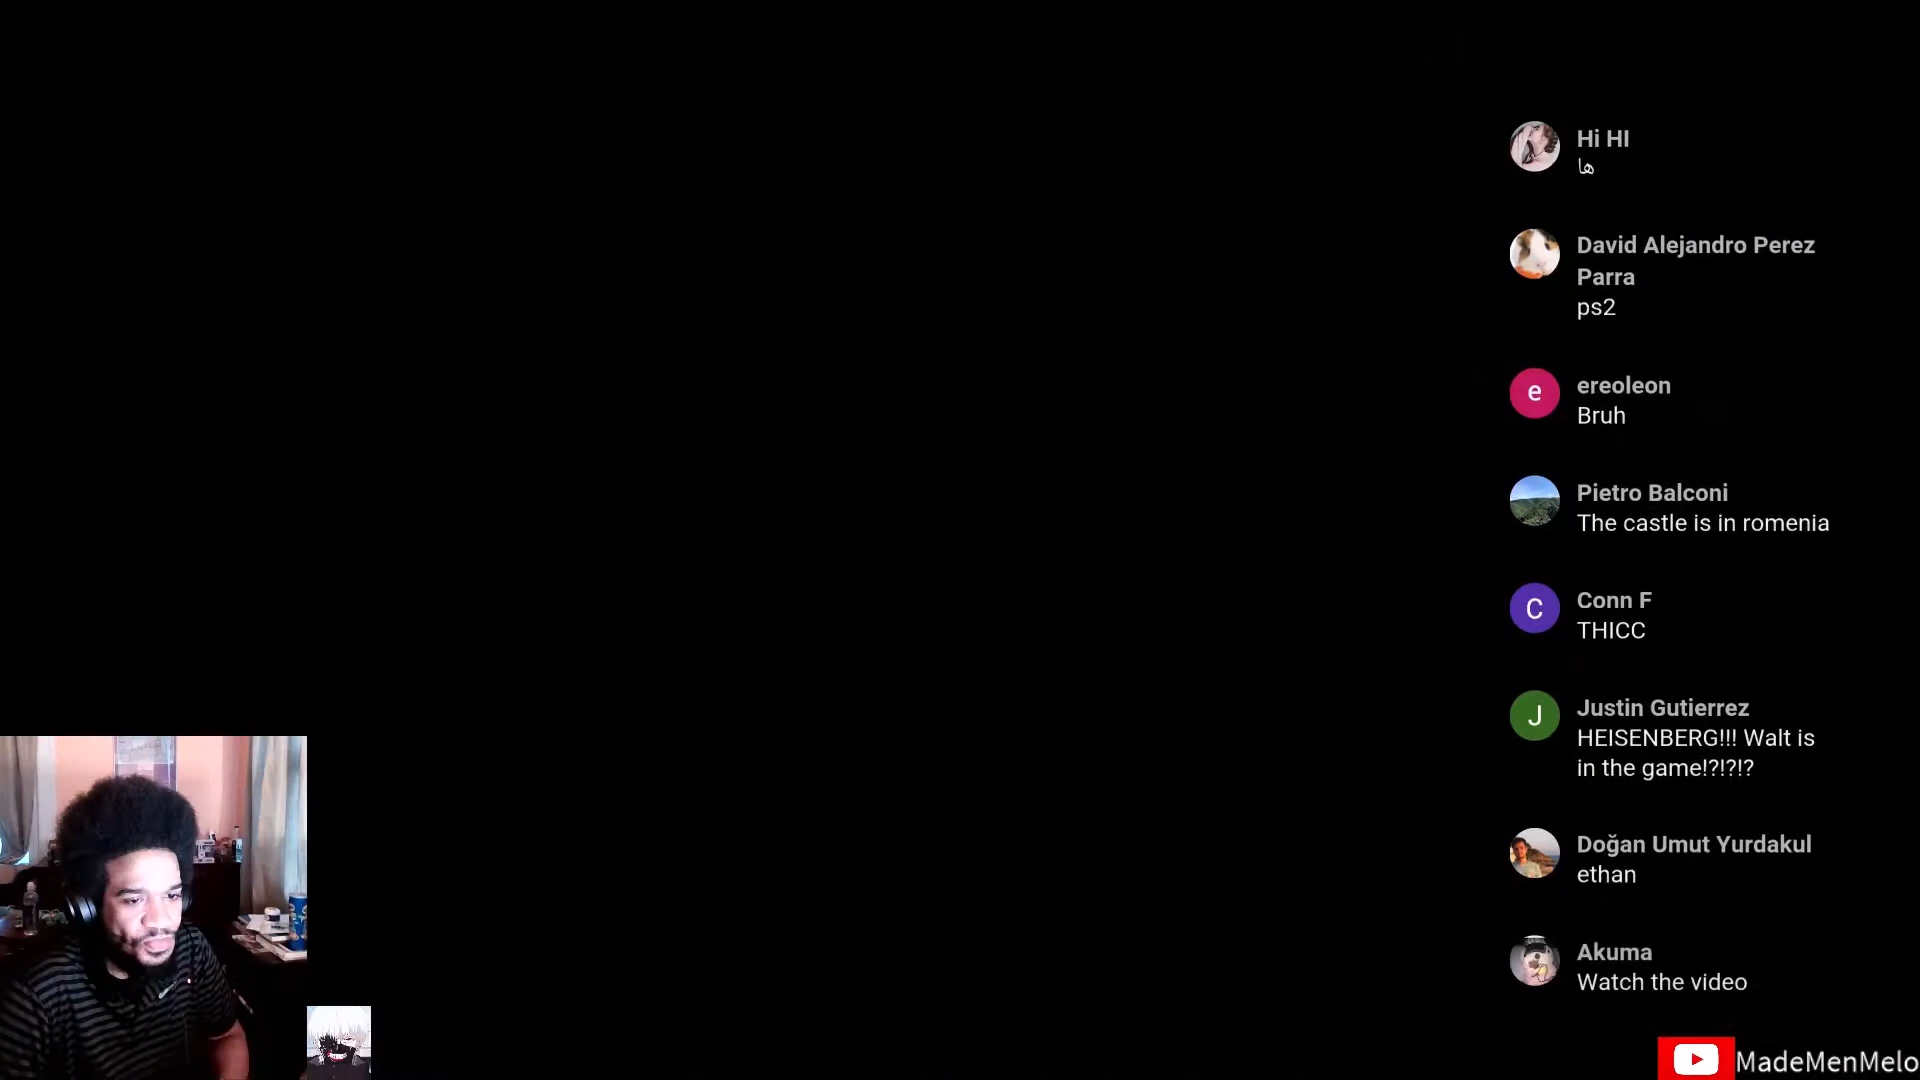 Hi HI
ها
David Alejandro Perez
Parra
ps2
e
ereoleon
Bruh
Pietro Balconi
The castle is in romenia
C
Conn F
THICC
J
Justin Gutierrez
HEISENBERG!!! Walt is
in the game!?!?!?
Doğan Umut Yurdakul
ethan
Akuma
Watch the video
MadeMenMelo